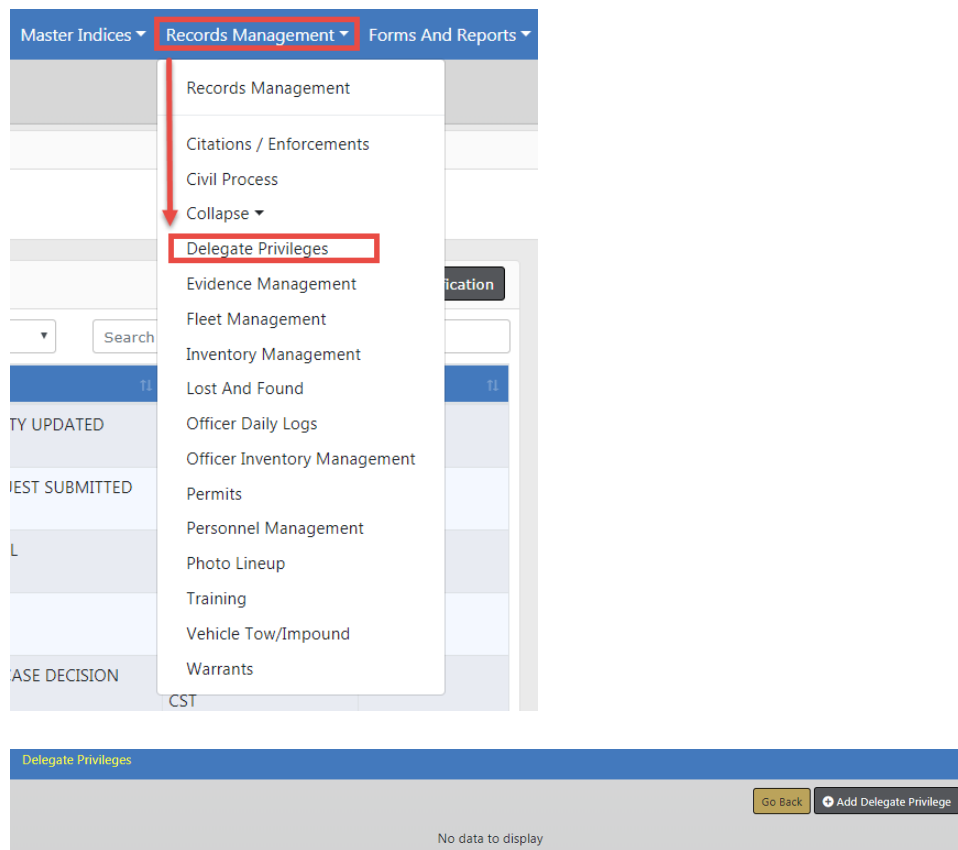 Master Indices Records Management Forms And Reports
Records Management
Citations / Enforcements
Civil Process
Collapse
Delegate Privileges
Evidence Management
Fleet Management
Inventory Management
Lost And Found
Officer Daily Logs
Officer Inventory Management
Permits
Personnel Management
Photo Lineup
Training
Vehicle Tow/Impound
Warrants
ication
Search
TY UPDATED
EST SUBMITTED
L
ASE DECISION
CST
Delegate Privileges
Go Back Add Delegate Privilege
No data to display